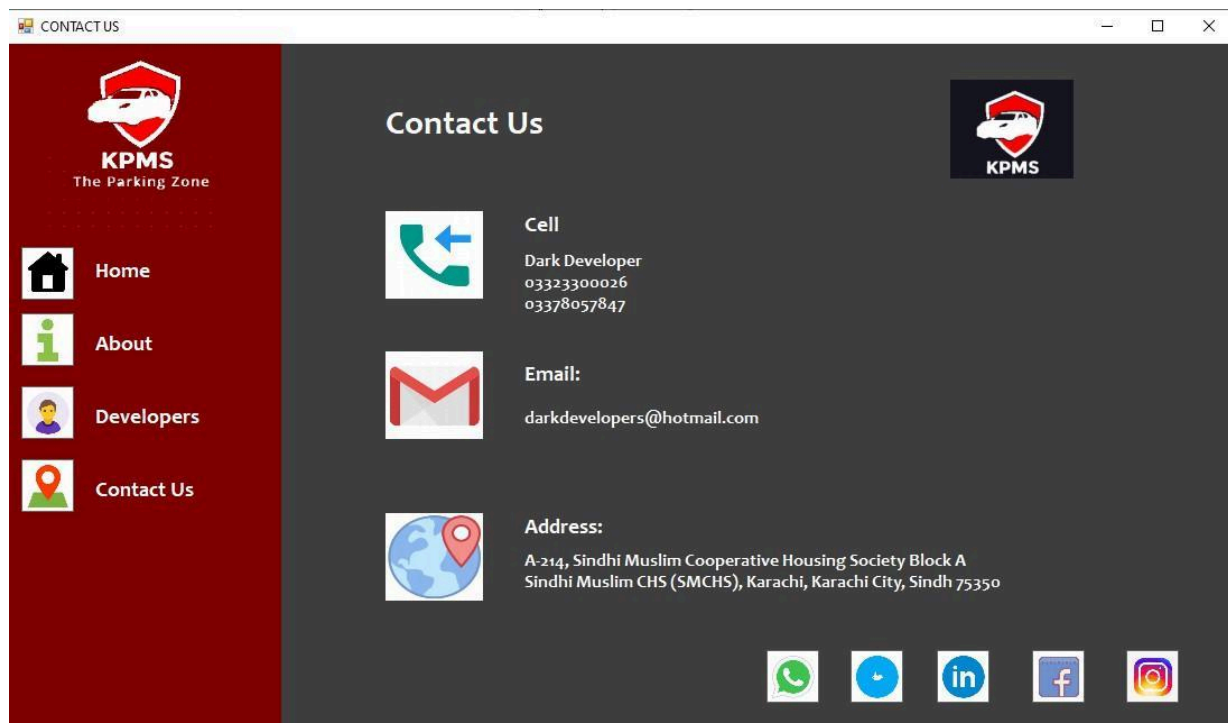 CONTACT US
KPMS
The Parking Zone
Home
About
Developers
Contact Us
Contact Us
KPMS
Cell
Dark Developer
03323300026
03378057847
Email:
darkdevelopers@hotmail.com
Address:
A-214, Sindhi Muslim Cooperative Housing Society Block A
Sindhi Muslim CHS (SMCHS), Karachi, Karachi City, Sindh 75350
in
f